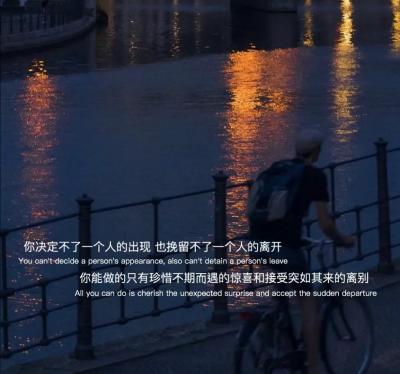 你决定不了一个人的出现 也挽留不了一个人的离开
You can't decide a person's appearance, also can't detain a person's leave
你能做的只有珍惜不期而遇的惊喜和接受突如其来的离别
All you can do is cherish the unexpected surprise and accept the sudden departure